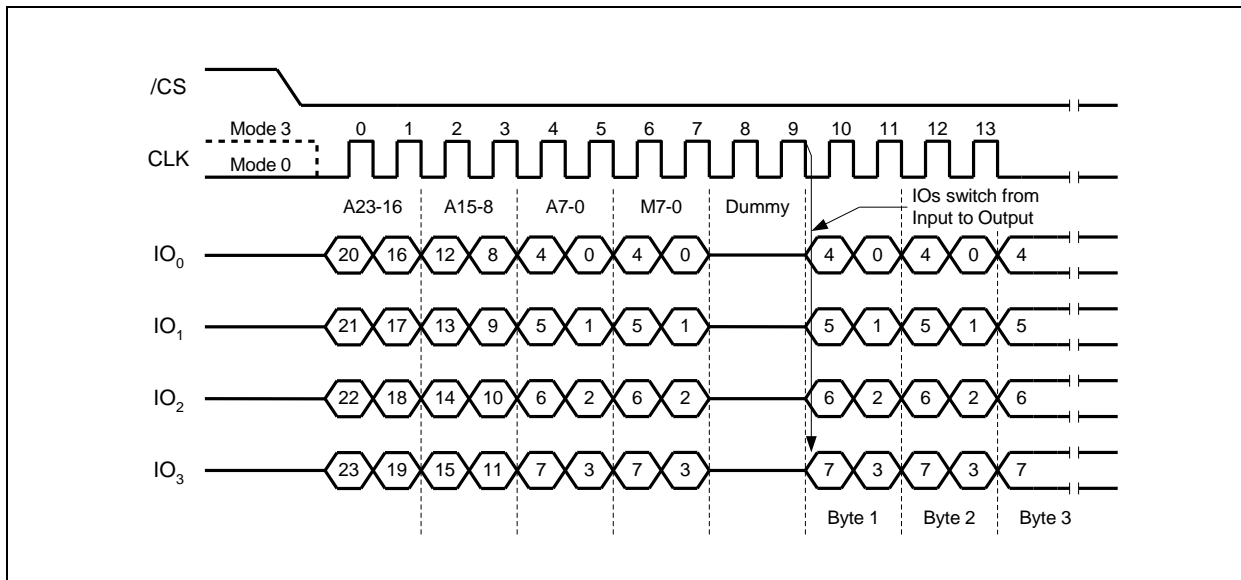 /CS
Mode 3 0 1 2 3 4 5 6 7 8 9 10 11 12 13
CLK
Mode 0
IOs switch from
Input to Output
A23-16 A15-8 A7-0 M7-0 Dummy
IO0 20 16 12 8 4 0 4 0 4 0 4 0 4
IO1 21 17 13 9 5 1 5 1 5 1 5 1 5
IO2 22 18 14 10 6 2 6 2 6 2 6 2 6
IO3 23 19 15 11 7 3 7 3 7 3 7 3 7
Byte 1 Byte 2 Byte 3